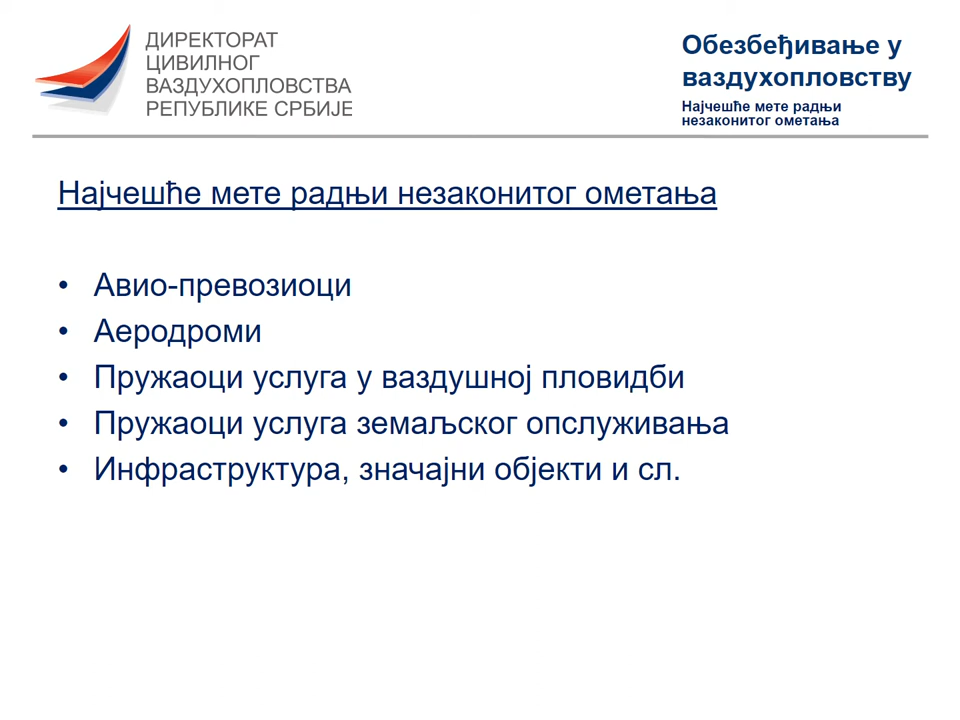 ДИРЕКТОРАТ
ЦИВИЛНОГ
ВАЗДУХОПЛОВСТВА
РЕПУБЛИКЕ СРБИЈЕ
Обезбеђивање у
ваздухопловству
Најчешће мете радњи
незаконитог ометања
Најчешће мете радњи незаконитог ометања
• Авио-превозиоци
• Аеродроми
• Пружаоци услуга у ваздушној пловидби
• Пружаоци услуга земаљског опслуживања
• Инфраструктура, значајни објекти и сл.